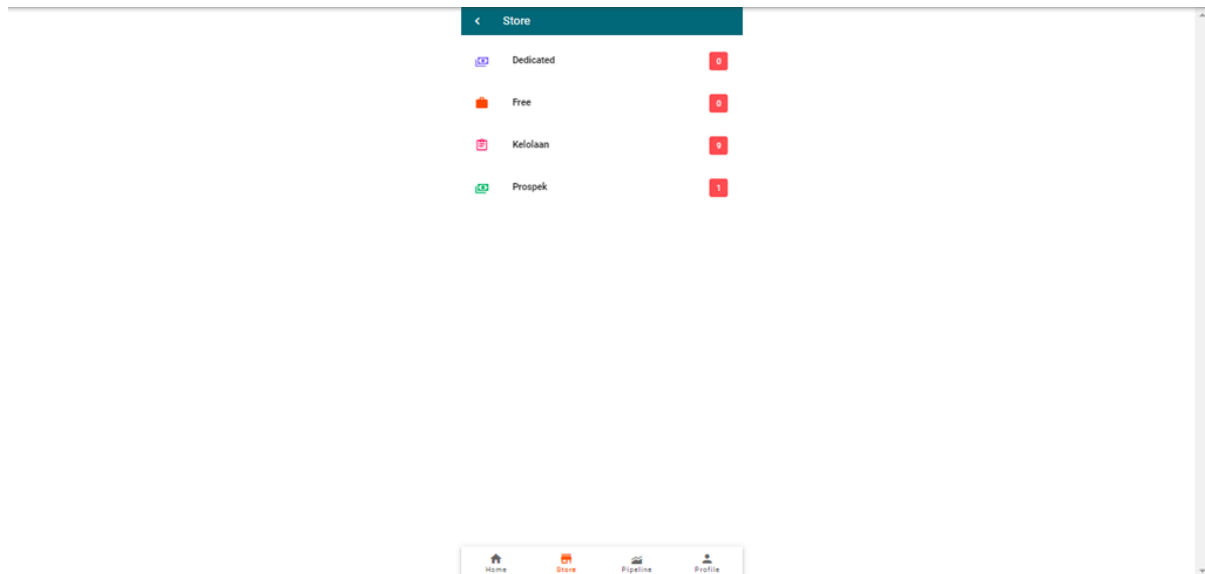 Store
Dedicated 0
Free 0
Kelolaan 9
Prospek 1
Home Store Pipeline Profile